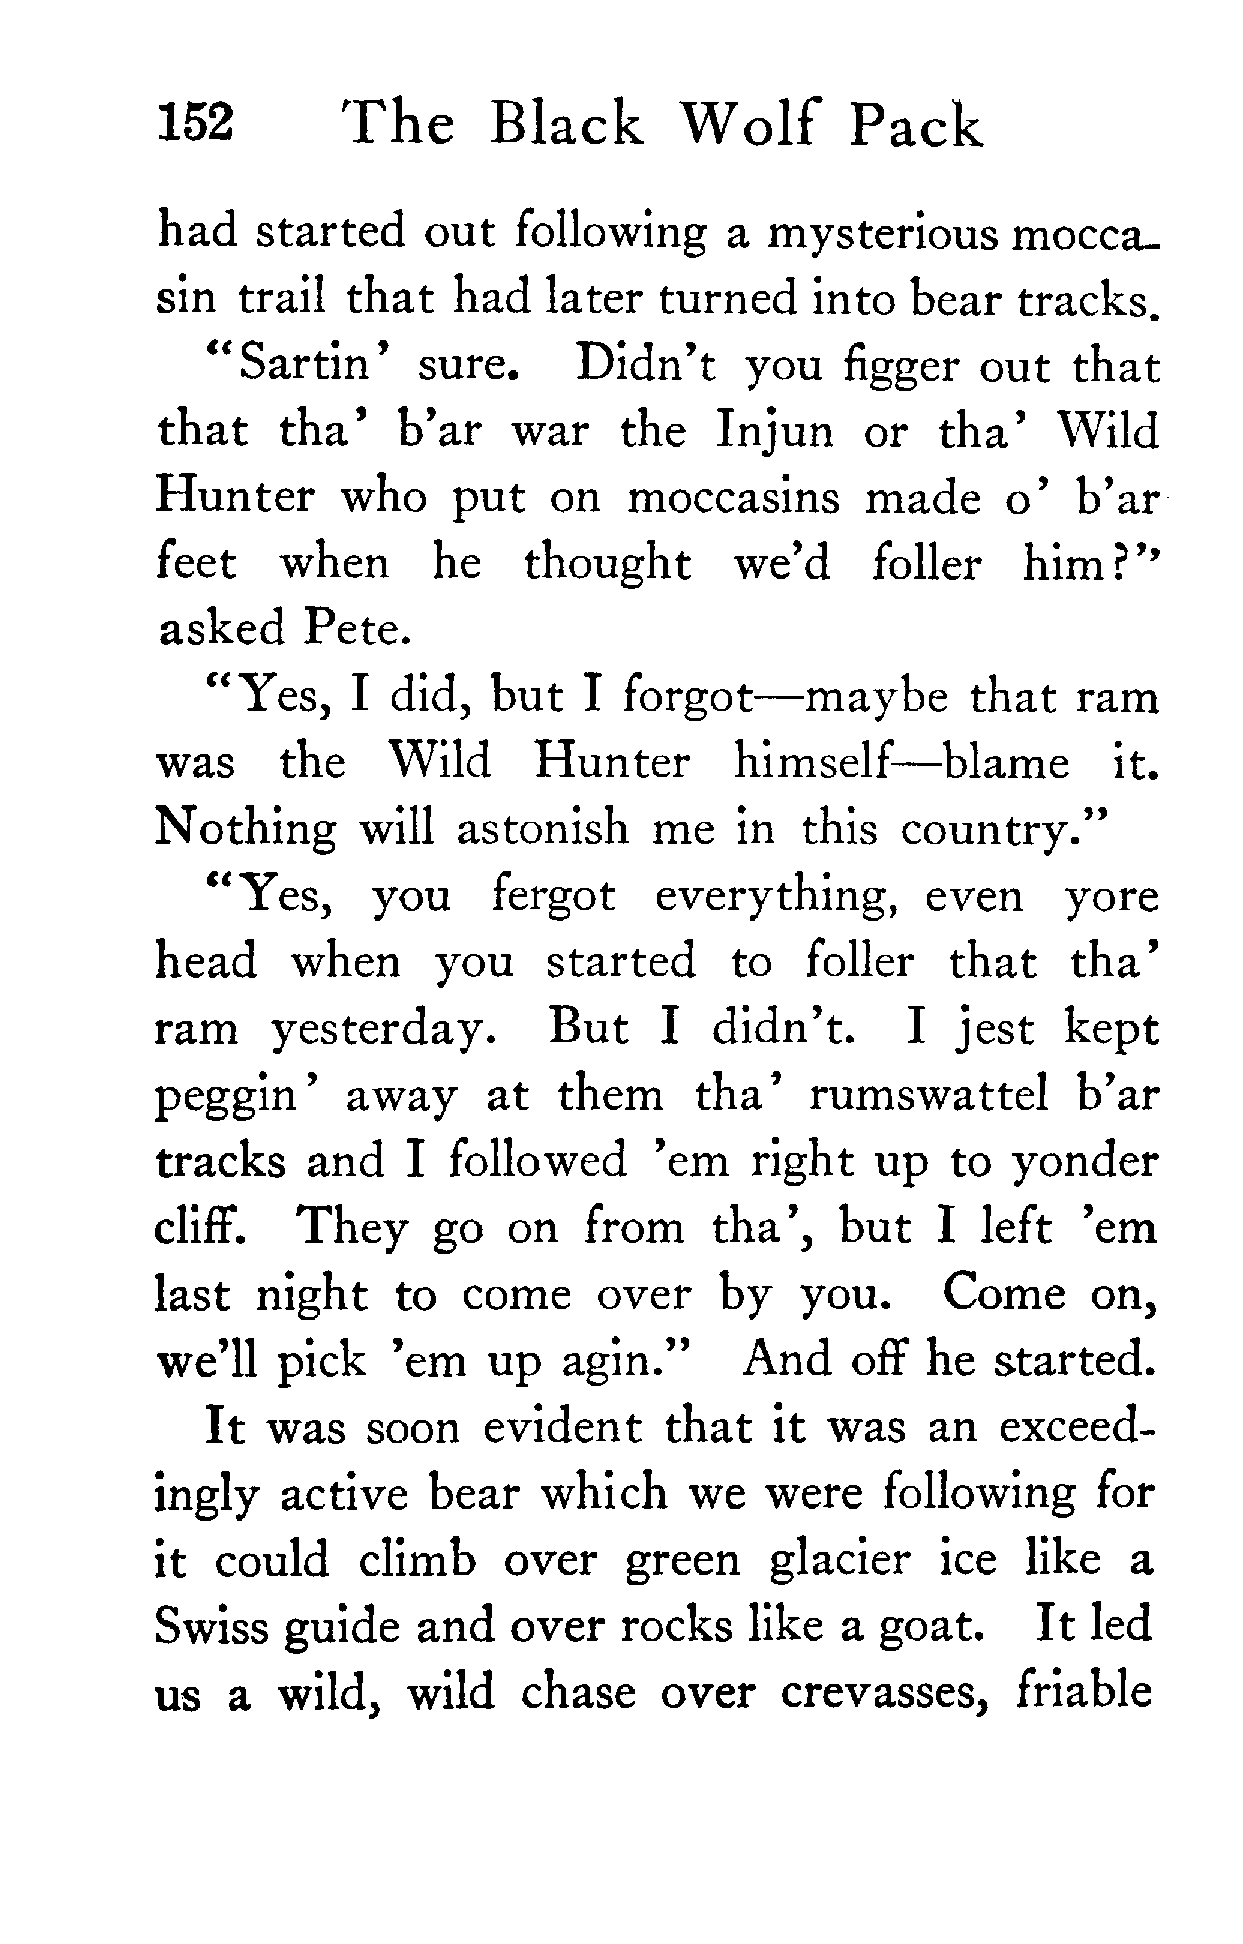 152 The Black Wolf Pack
had started out following a mysterious mocca-
sin trail that had later turned into bear tracks.
“Sartin’ sure. Didn’t you figger out that
that tha’ b’ar war the Injun or tha’ Wild
Hunter who put on moccasins made o’ b’ar
feet when he thought we’d foller him?”
asked Pete.
“Yes, I did, but I forgot—maybe that ram
was the Wild Hunter himself—blame it.
Nothing will astonish me in this country.”
“Yes, you fergot everything, even yore
head when you started to foller that tha’
ram yesterday. But I didn’t. I jest kept
peggin’ away at them tha’ rumswattel b’ar
tracks and I followed ’em right up to yonder
cliff. They go on from tha’, but I left ’em
last night to come over by you. Come on,
we’ll pick ’em up agin.” And off he started.
It was soon evident that it was an exceed-
ingly active bear which we were following for
it could climb over green glacier ice like a
Swiss guide and over rocks like a goat. It led
us a wild, wild chase over crevasses, friable